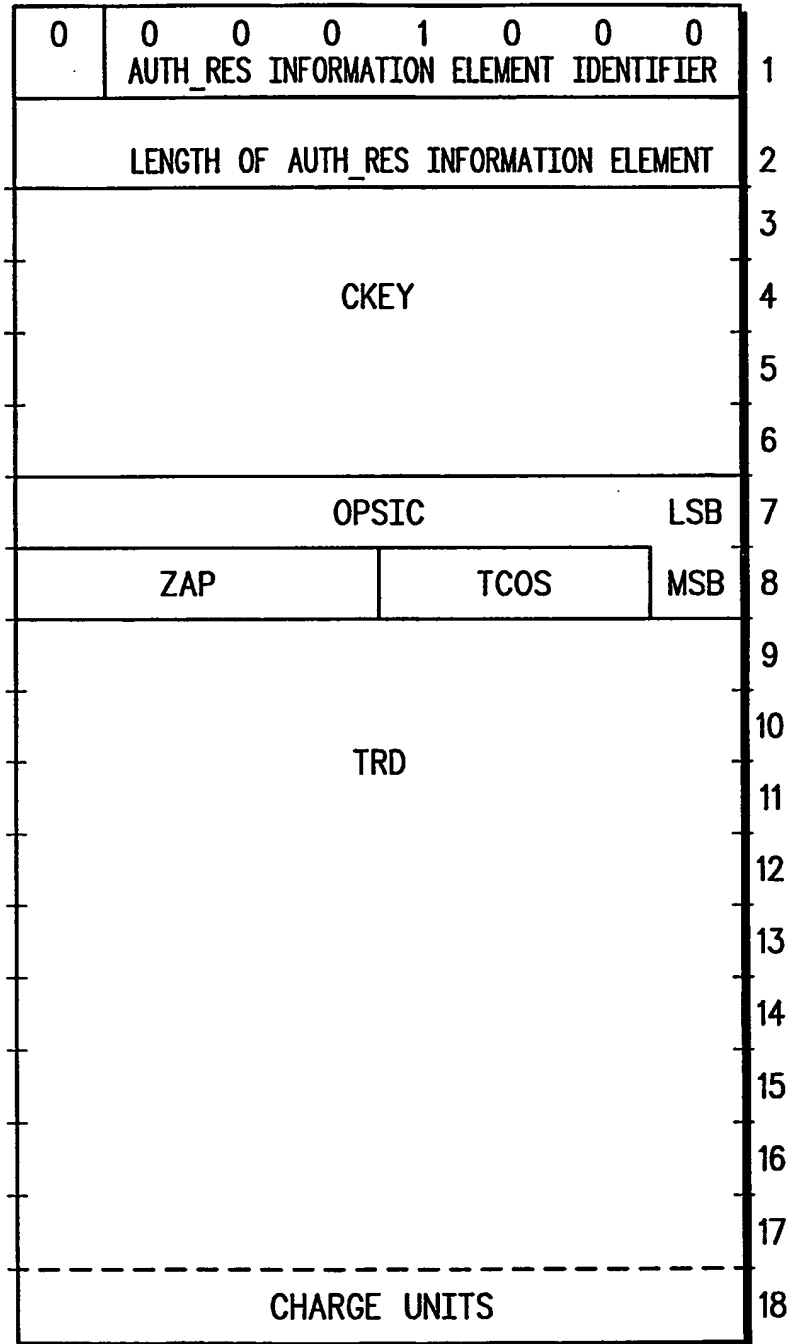 0 0 0 0 1 0 0 0
AUTH_RES INFORMATION ELEMENT IDENTIFIER 1
LENGTH OF AUTH_RES INFORMATION ELEMENT 2
3
CKEY 4
5
6
OPSIC LSB 7
ZAP TCOS MSB 8
9
10
TRD
11
12
13
14
15
16
17
CHARGE UNITS 18